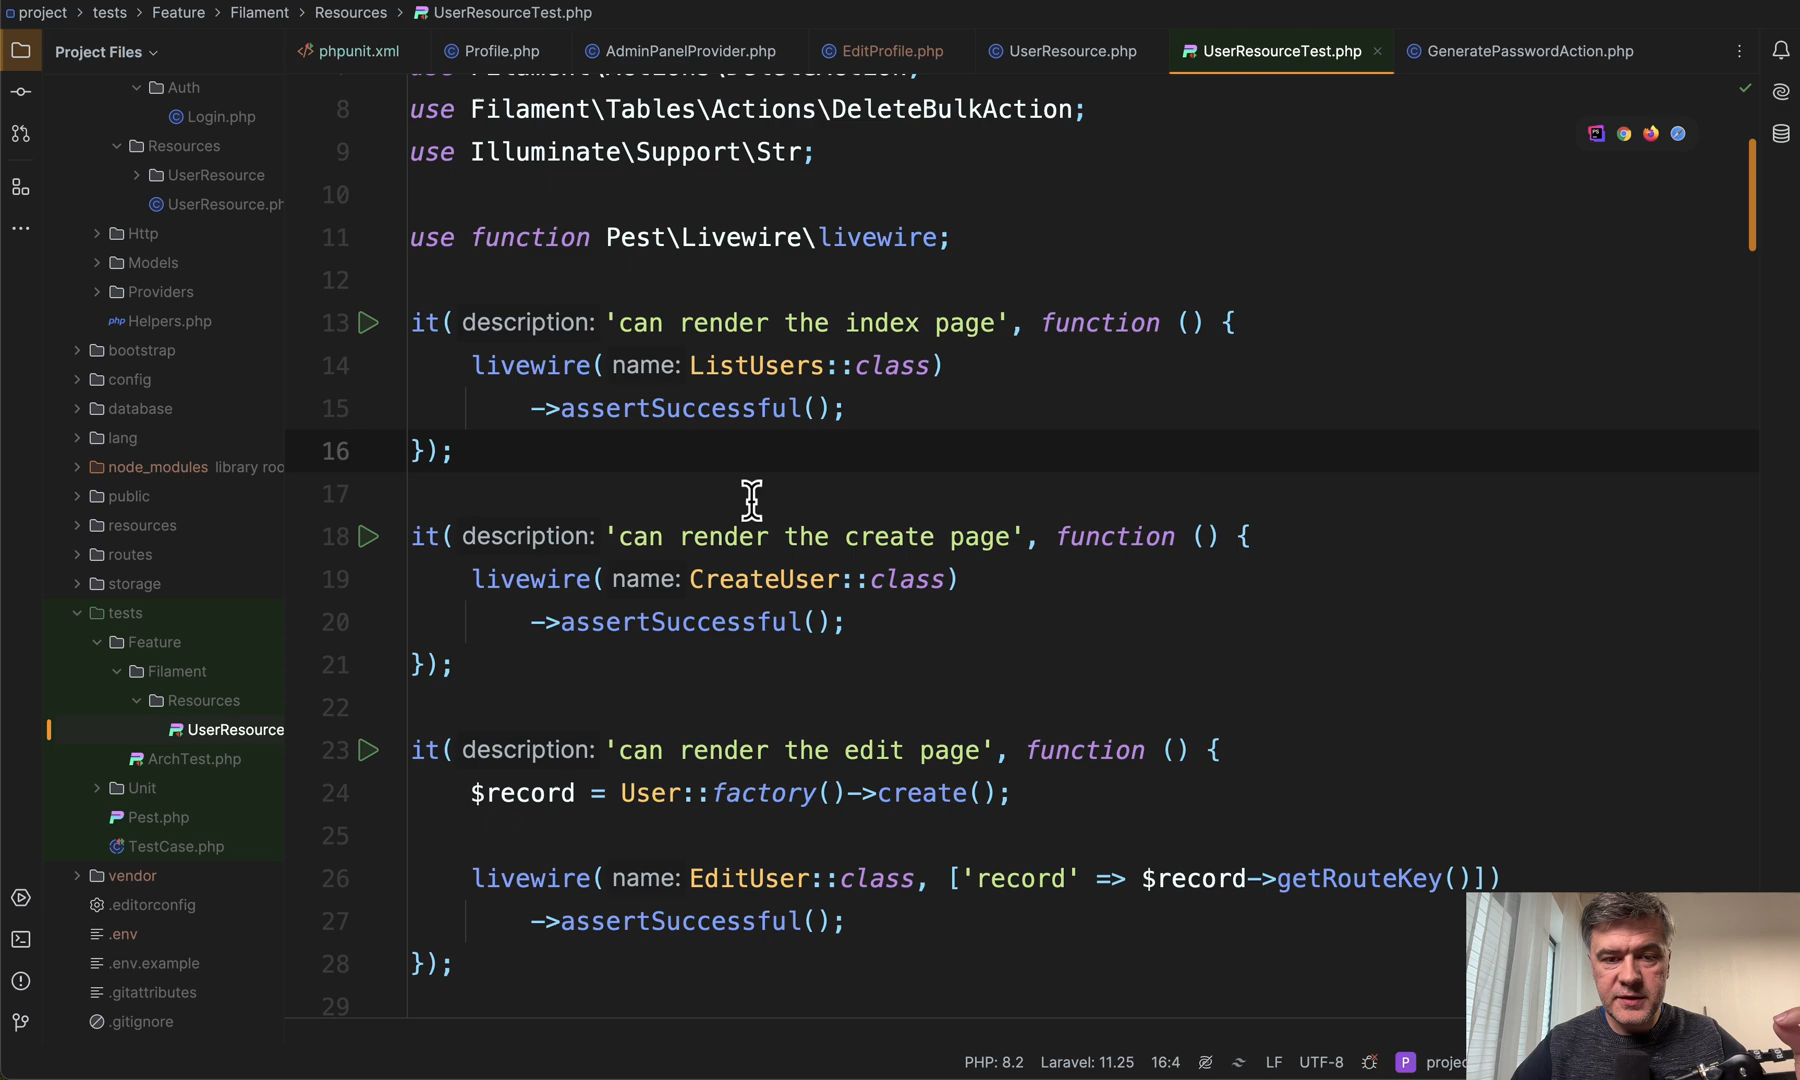 project > tests > Feature > Filament > Resources > UserResourceTest.php
Project Files
phpunit.xml
Profile.php
AdminPanelProvider.php
EditProfile.php
UserResource.php
UserResourceTest.php
GeneratePasswordAction.php
Auth
Login.php
Resources
UserResource
UserResource.ph
Http
Models
Providers
php Helpers.php
bootstrap
config
database
lang
node_modules library roo
public
resources
routes
storage
tests
Feature
Filament
Resources
UserResource
ArchTest.php
Unit
Pest.php
TestCase.php
vendor
.editorconfig
.env
.env.example
.gitattributes
.gitignore
use Filament\Actions\DeleteAction;
8 use Filament\Tables\Actions\DeleteBulkAction;
9 use Illuminate\Support\Str;
10
11 use function Pest\Livewire\livewire;
12
13 it( description: 'can render the index page', function () {
14 livewire( name: ListUsers::class)
15 ->assertSuccessful();
16 });
17
18 it( description: 'can render the create page', function () {
19 livewire( name: CreateUser::class)
20 ->assertSuccessful();
21 });
22
23 it( description: 'can render the edit page', function () {
24 $record = User::factory()->create();
25
26 livewire( name: EditUser::class, ['record' => $record->getRouteKey()])
27 ->assertSuccessful();
28 });
29
PHP: 8.2 Laravel: 11.25 16:4 LF UTF-8 P projec